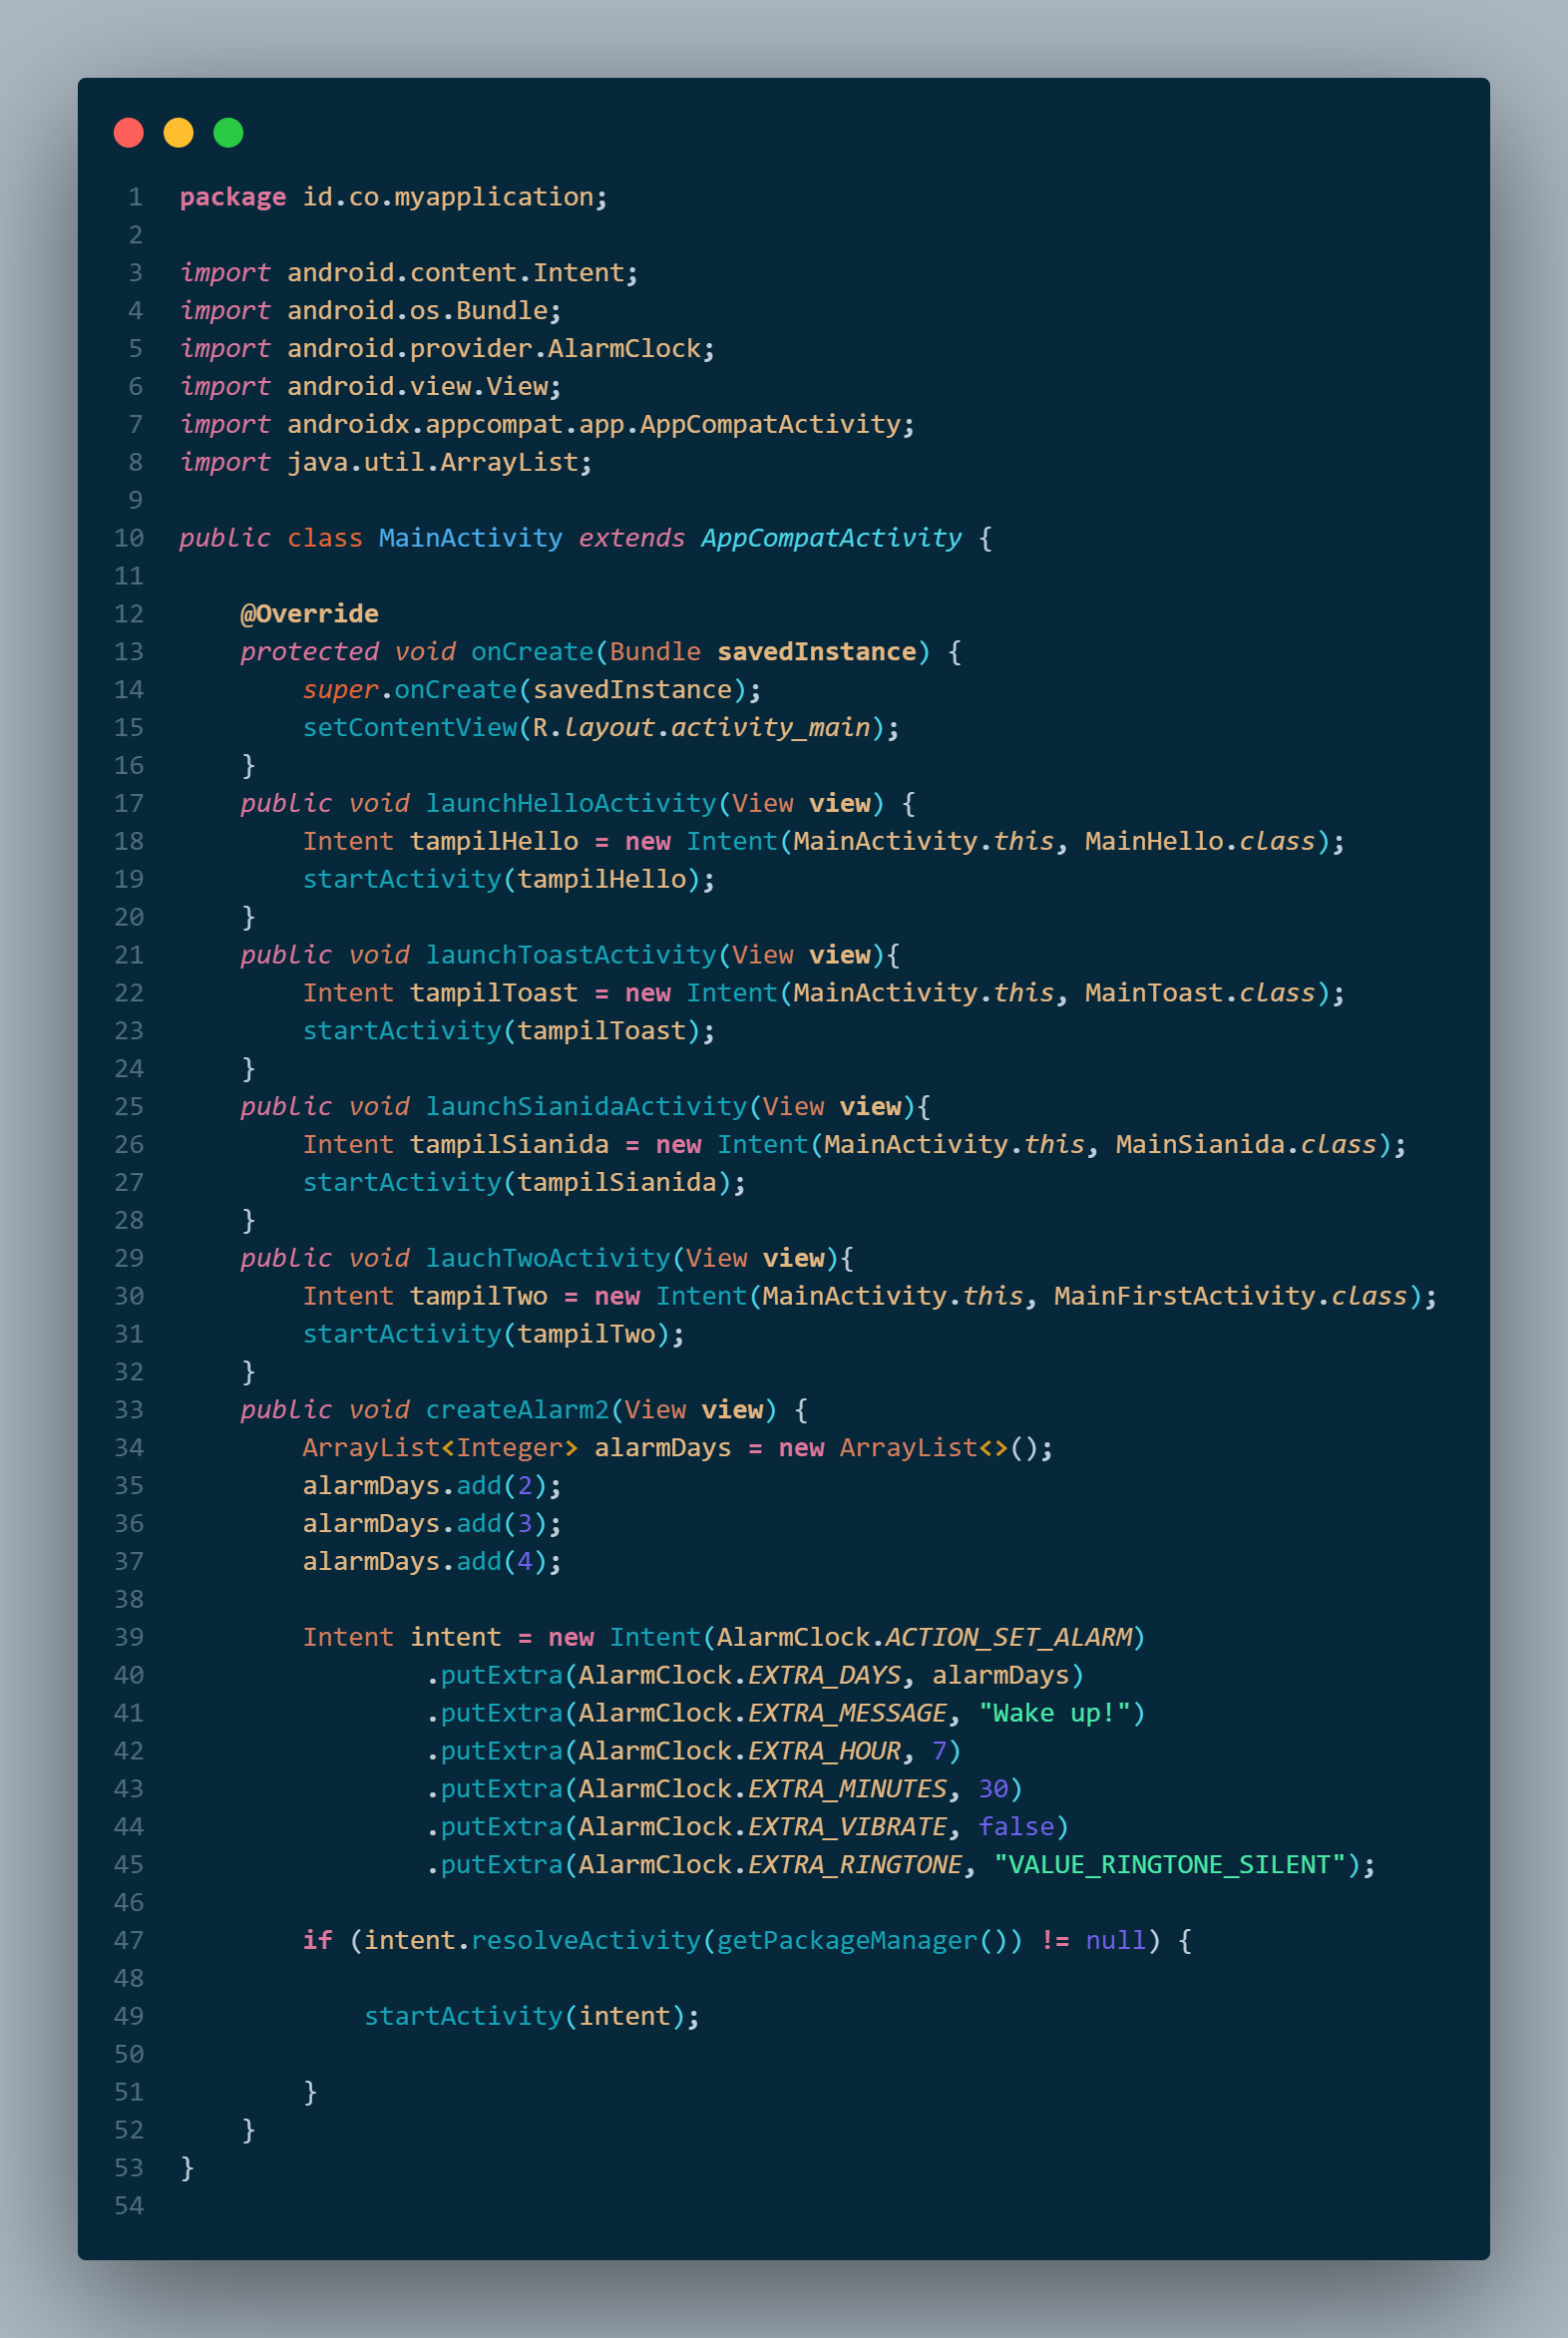 1 package id.co.myapplication;
2
3 import android.content.Intent;
4 import android.os.Bundle;
5 import android.provider.AlarmClock;
6 import android.view.View;
7 import androidx.appcompat.app.AppCompatActivity;
8 import java.util.ArrayList;
9
10 public class MainActivity extends AppCompatActivity {
11
12     @Override
13     protected void onCreate(Bundle savedInstance) {
14         super.onCreate(savedInstance);
15         setContentView(R.layout.activity_main);
16     }
17     public void launchHelloActivity(View view) {
18         Intent tampilHello = new Intent(MainActivity.this, MainHello.class);
19         startActivity(tampilHello);
20     }
21     public void launchToastActivity(View view){
22         Intent tampilToast = new Intent(MainActivity.this, MainToast.class);
23         startActivity(tampilToast);
24     }
25     public void launchSianidaActivity(View view){
26         Intent tampilSianida = new Intent(MainActivity.this, MainSianida.class);
27         startActivity(tampilSianida);
28     }
29     public void lauchTwoActivity(View view){
30         Intent tampilTwo = new Intent(MainActivity.this, MainFirstActivity.class);
31         startActivity(tampilTwo);
32     }
33     public void createAlarm2(View view) {
34         ArrayList<Integer> alarmDays = new ArrayList<>();
35         alarmDays.add(2);
36         alarmDays.add(3);
37         alarmDays.add(4);
38
39         Intent intent = new Intent(AlarmClock.ACTION_SET_ALARM)
40                 .putExtra(AlarmClock.EXTRA_DAYS, alarmDays)
41                 .putExtra(AlarmClock.EXTRA_MESSAGE, "Wake up!")
42                 .putExtra(AlarmClock.EXTRA_HOUR, 7)
43                 .putExtra(AlarmClock.EXTRA_MINUTES, 30)
44                 .putExtra(AlarmClock.EXTRA_VIBRATE, false)
45                 .putExtra(AlarmClock.EXTRA_RINGTONE, "VALUE_RINGTONE_SILENT");
46
47         if (intent.resolveActivity(getPackageManager()) != null) {
48
49             startActivity(intent);
50
51         }
52     }
53 }
54